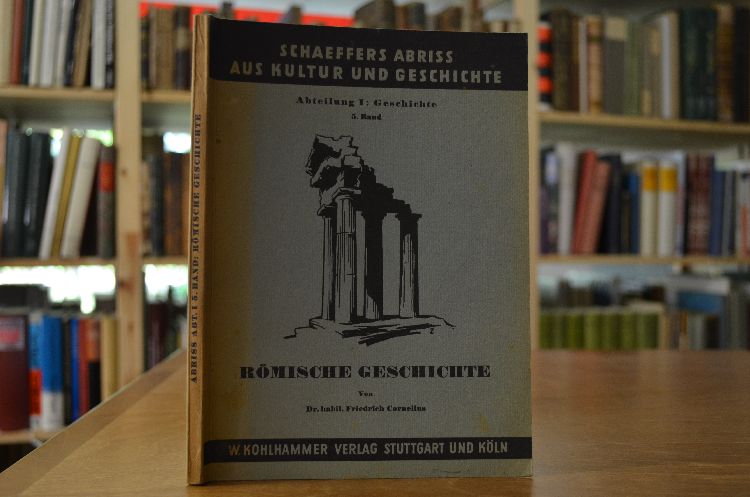 SCHAEFFERS ABRISS
AUS KULTUR UND GESCHICHTE
Abteilung I: Geschichte
5. Band
RÖMISCHE GESCHICHTE
Von
Dr. habil. Friedrich Cornelius
W. KOHLHAMMER VERLAG STUTTGART UND KÖLN
ABRISS ABT. I 5. BAND: RÖMISCHE GESCHICHTE